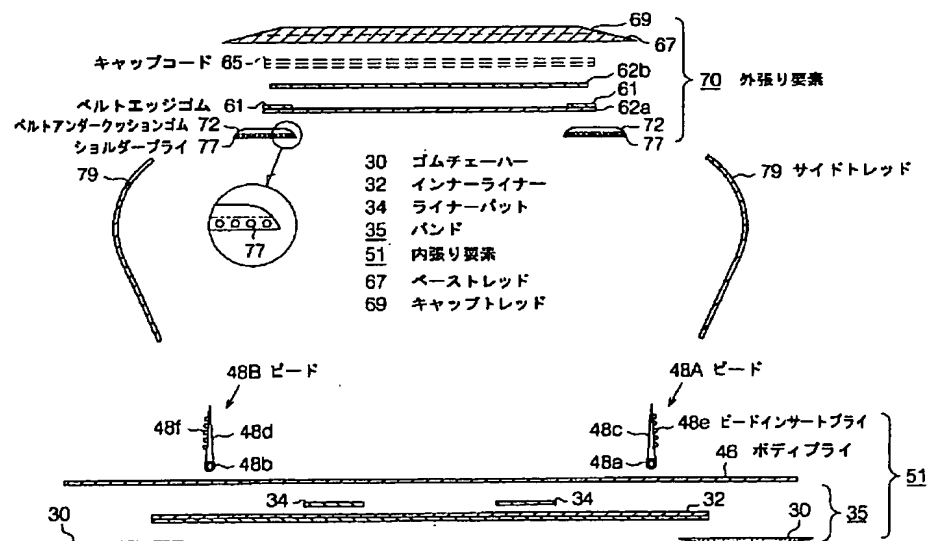 69
67
キャップコード 65
62b
70 外張り要素
ベルトエッジゴム 61
61
62a
ベルトアンダークッションゴム 72
72
ショルダープライ 77
77
79
79 サイドトレッド
77
30 ゴムチェーハー
32 インナーライナー
34 ライナーパット
35 バンド
51 内張り要素
67 ベーストレッド
69 キャップトレッド
48B ビード
48A ビード
48f
48d
48c
48e ビードインサートプライ
48b
48a
46 ボディプライ
51
34
34
32
35
30
30